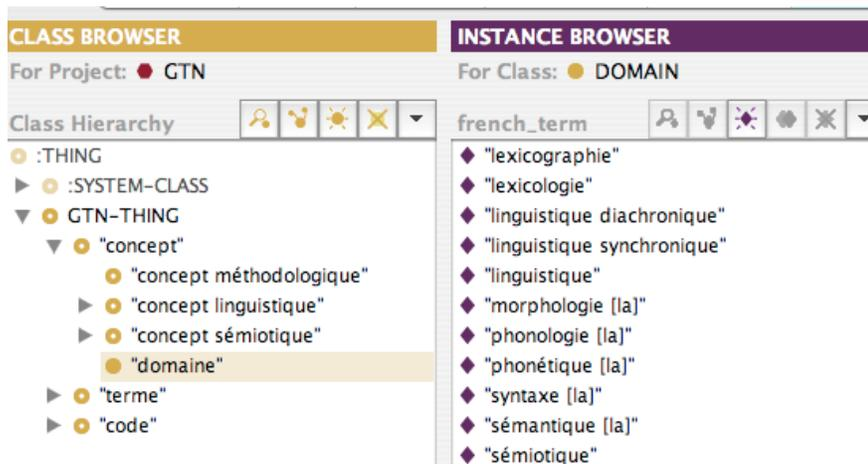 CLASS BROWSER
For Project: GTN
Class Hierarchy
:THING
:SYSTEM-CLASS
GTN-THING
"concept"
"concept méthodologique"
"concept linguistique"
"concept sémiotique"
"domaine"
"terme"
"code"
INSTANCE BROWSER
For Class: DOMAIN
french_term
"lexicographie"
"lexicologie"
"linguistique diachronique"
"linguistique synchronique"
"linguistique"
"morphologie [la]"
"phonologie [la]"
"phonétique [la]"
"syntaxe [la]"
"sémantique [la]"
"sémiotique"